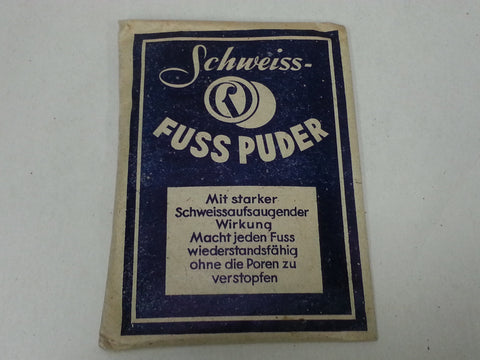 Schweiss-
FUSS PUDER
Mit starker
Schweissaufsaugender
Wirkung
Macht jeden Fuss
wiederstandsfähig
ohne die Poren zu
verstopfen